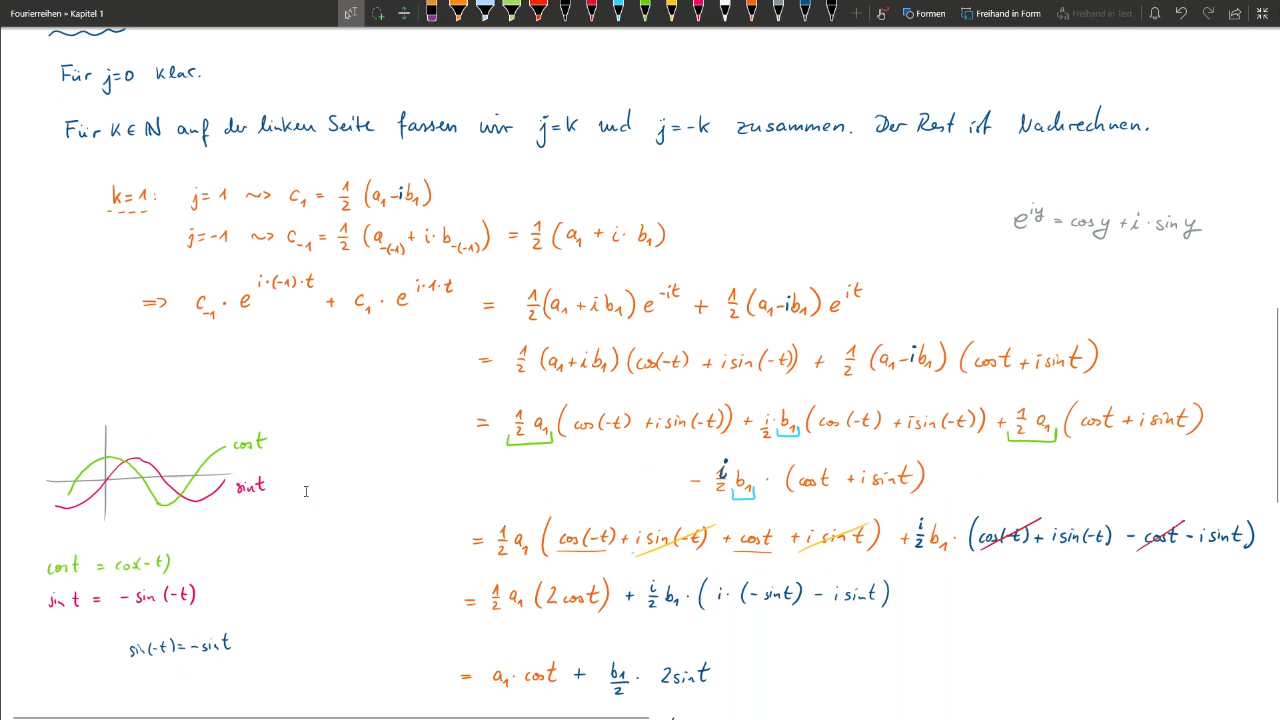 Fourierreihen » Kapitel 1
Formen
Freihand in Form
Freihand in Text
Für j=0 klar.
Für k∈ℕ auf der linken Seite fassen wir j=k und j=-k zusammen. Der Rest ist Nachrechnen.
k=1: j=1 ⇝ c₁ = ½ (a₁-ib₁)
j=-1 ⇝ c₋₁ = ½ (a₋₍₋₁₎ + i·b₋₍₋₁₎) = ½ (a₁ + i·b₁)
e^{iy} = cos y + i·sin y
⇒ c₋₁·e^{i·(-1)·t} + c₁·e^{i·1·t} = ½(a₁+ib₁)e^{-it} + ½(a₁-ib₁)e^{it}
= ½ (a₁+ib₁)(cos(-t) + i sin(-t)) + ½ (a₁-ib₁)(cos t + i sin t)
= ½ a₁(cos(-t) + i sin(-t)) + i/2·b₁(cos(-t) + i sin(-t)) + ½ a₁(cos t + i sin t)
- i/2 b₁·(cos t + i sin t)
cos t
sin t
= ½ a₁(cos(-t) + i sin(-t) + cos t + i sin t) + i/2 b₁·(cos(-t) + i sin(-t) - cos t - i sin t)
cos t = cos(-t)
sin t = -sin(-t)
= ½ a₁(2cos t) + i/2 b₁·(i·(-sin t) - i sin t)
sin(-t) = -sin t
= a₁·cos t + b₁/2·2 sin t